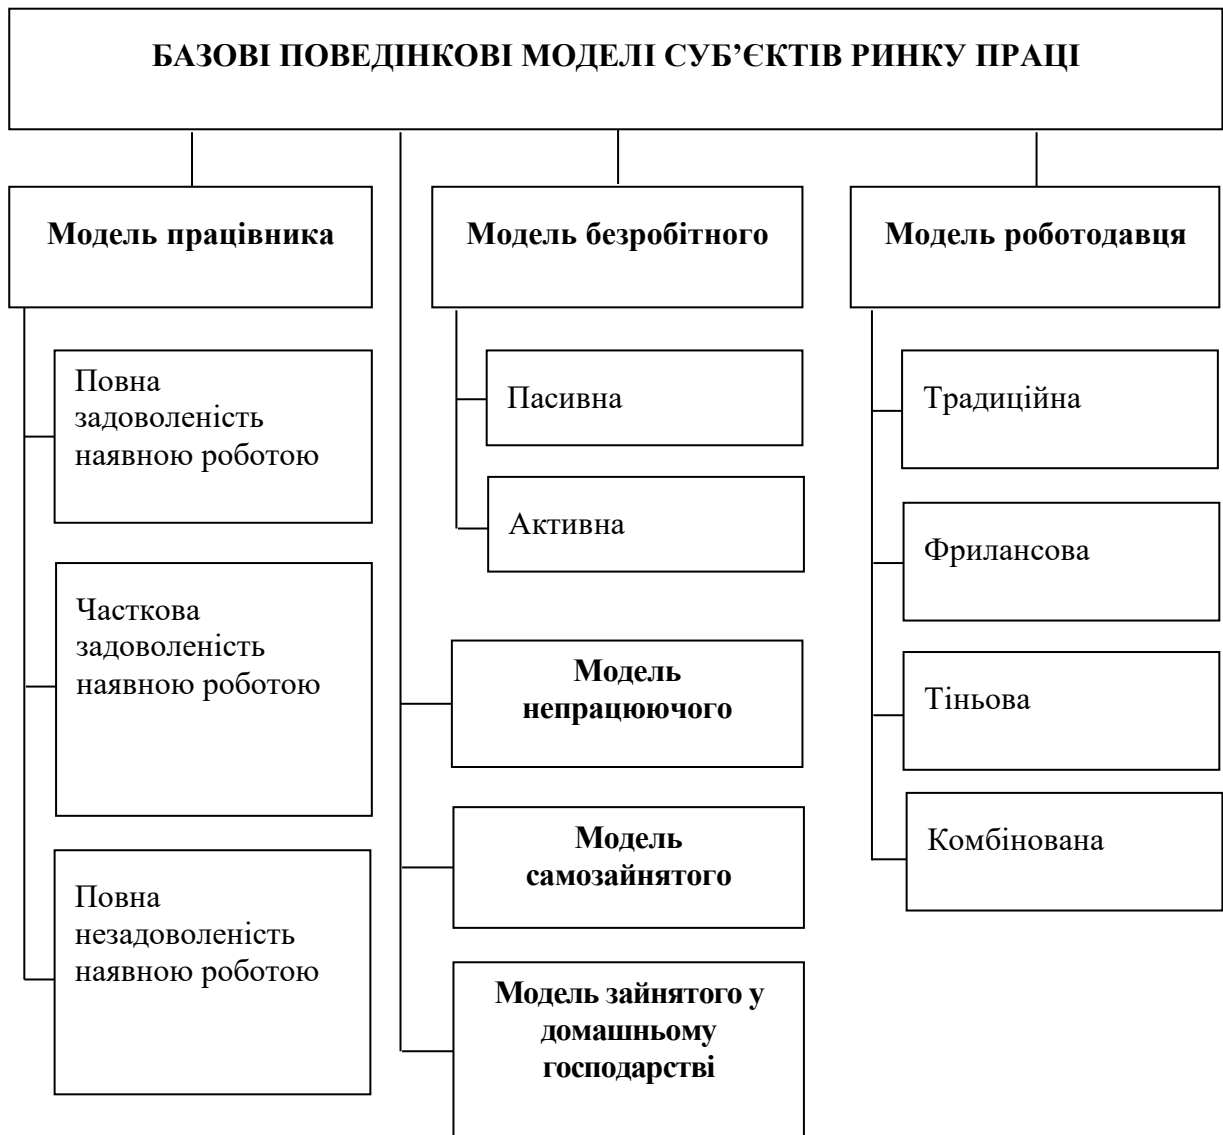 БАЗОВІ ПОВЕДІНКОВІ МОДЕЛІ СУБ’ЄКТІВ РИНКУ ПРАЦІ
Модель працівника
Повна
задоволеність
наявною роботою
Часткова
задоволеність
наявною роботою
Повна
незадоволеність
наявною роботою
Модель безробітного
Пасивна
Активна
Модель
непрацюючого
Модель
самозайнятого
Модель зайнятого у
домашньому
господарстві
Модель роботодавця
Традиційна
Фрилансова
Тіньова
Комбінована